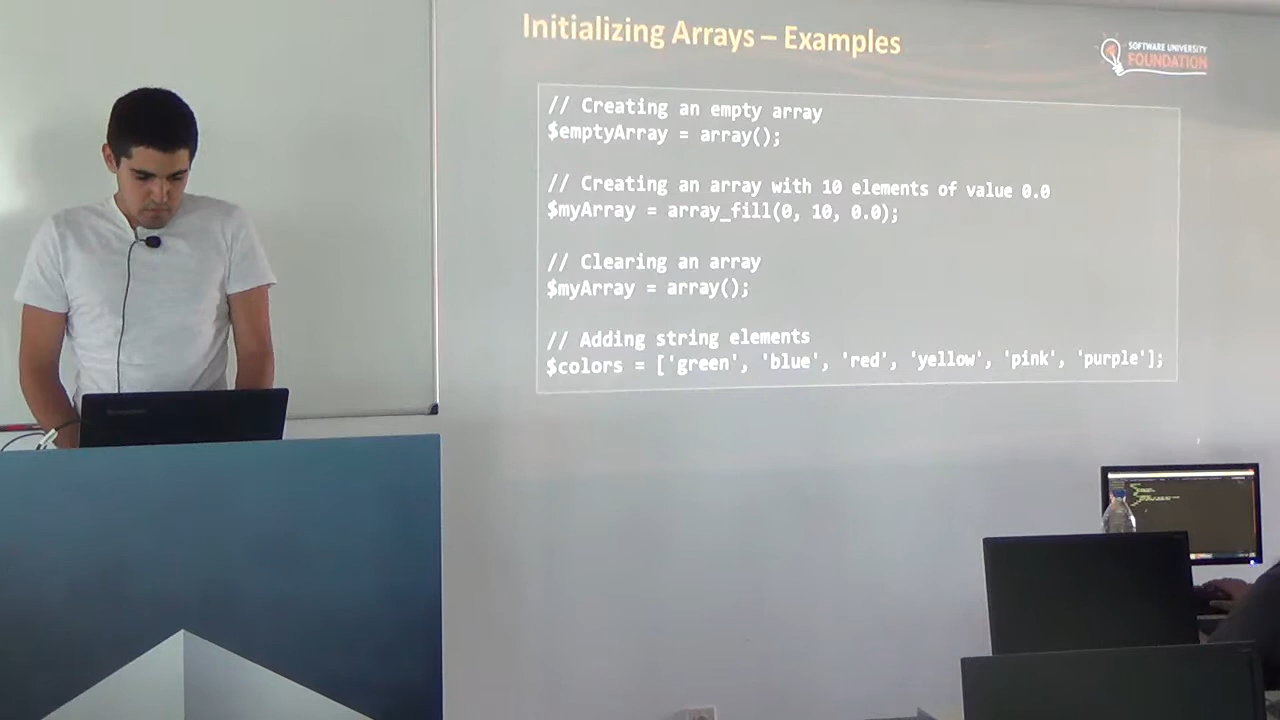 Initializing Arrays – Examples
SOFTWARE UNIVERSITY
FOUNDATION
// Creating an empty array
$emptyArray = array();
// Creating an array with 10 elements of value 0.0
$myArray = array_fill(0, 10, 0.0);
// Clearing an array
$myArray = array();
// Adding string elements
$colors = ['green', 'blue', 'red', 'yellow', 'pink', 'purple'];